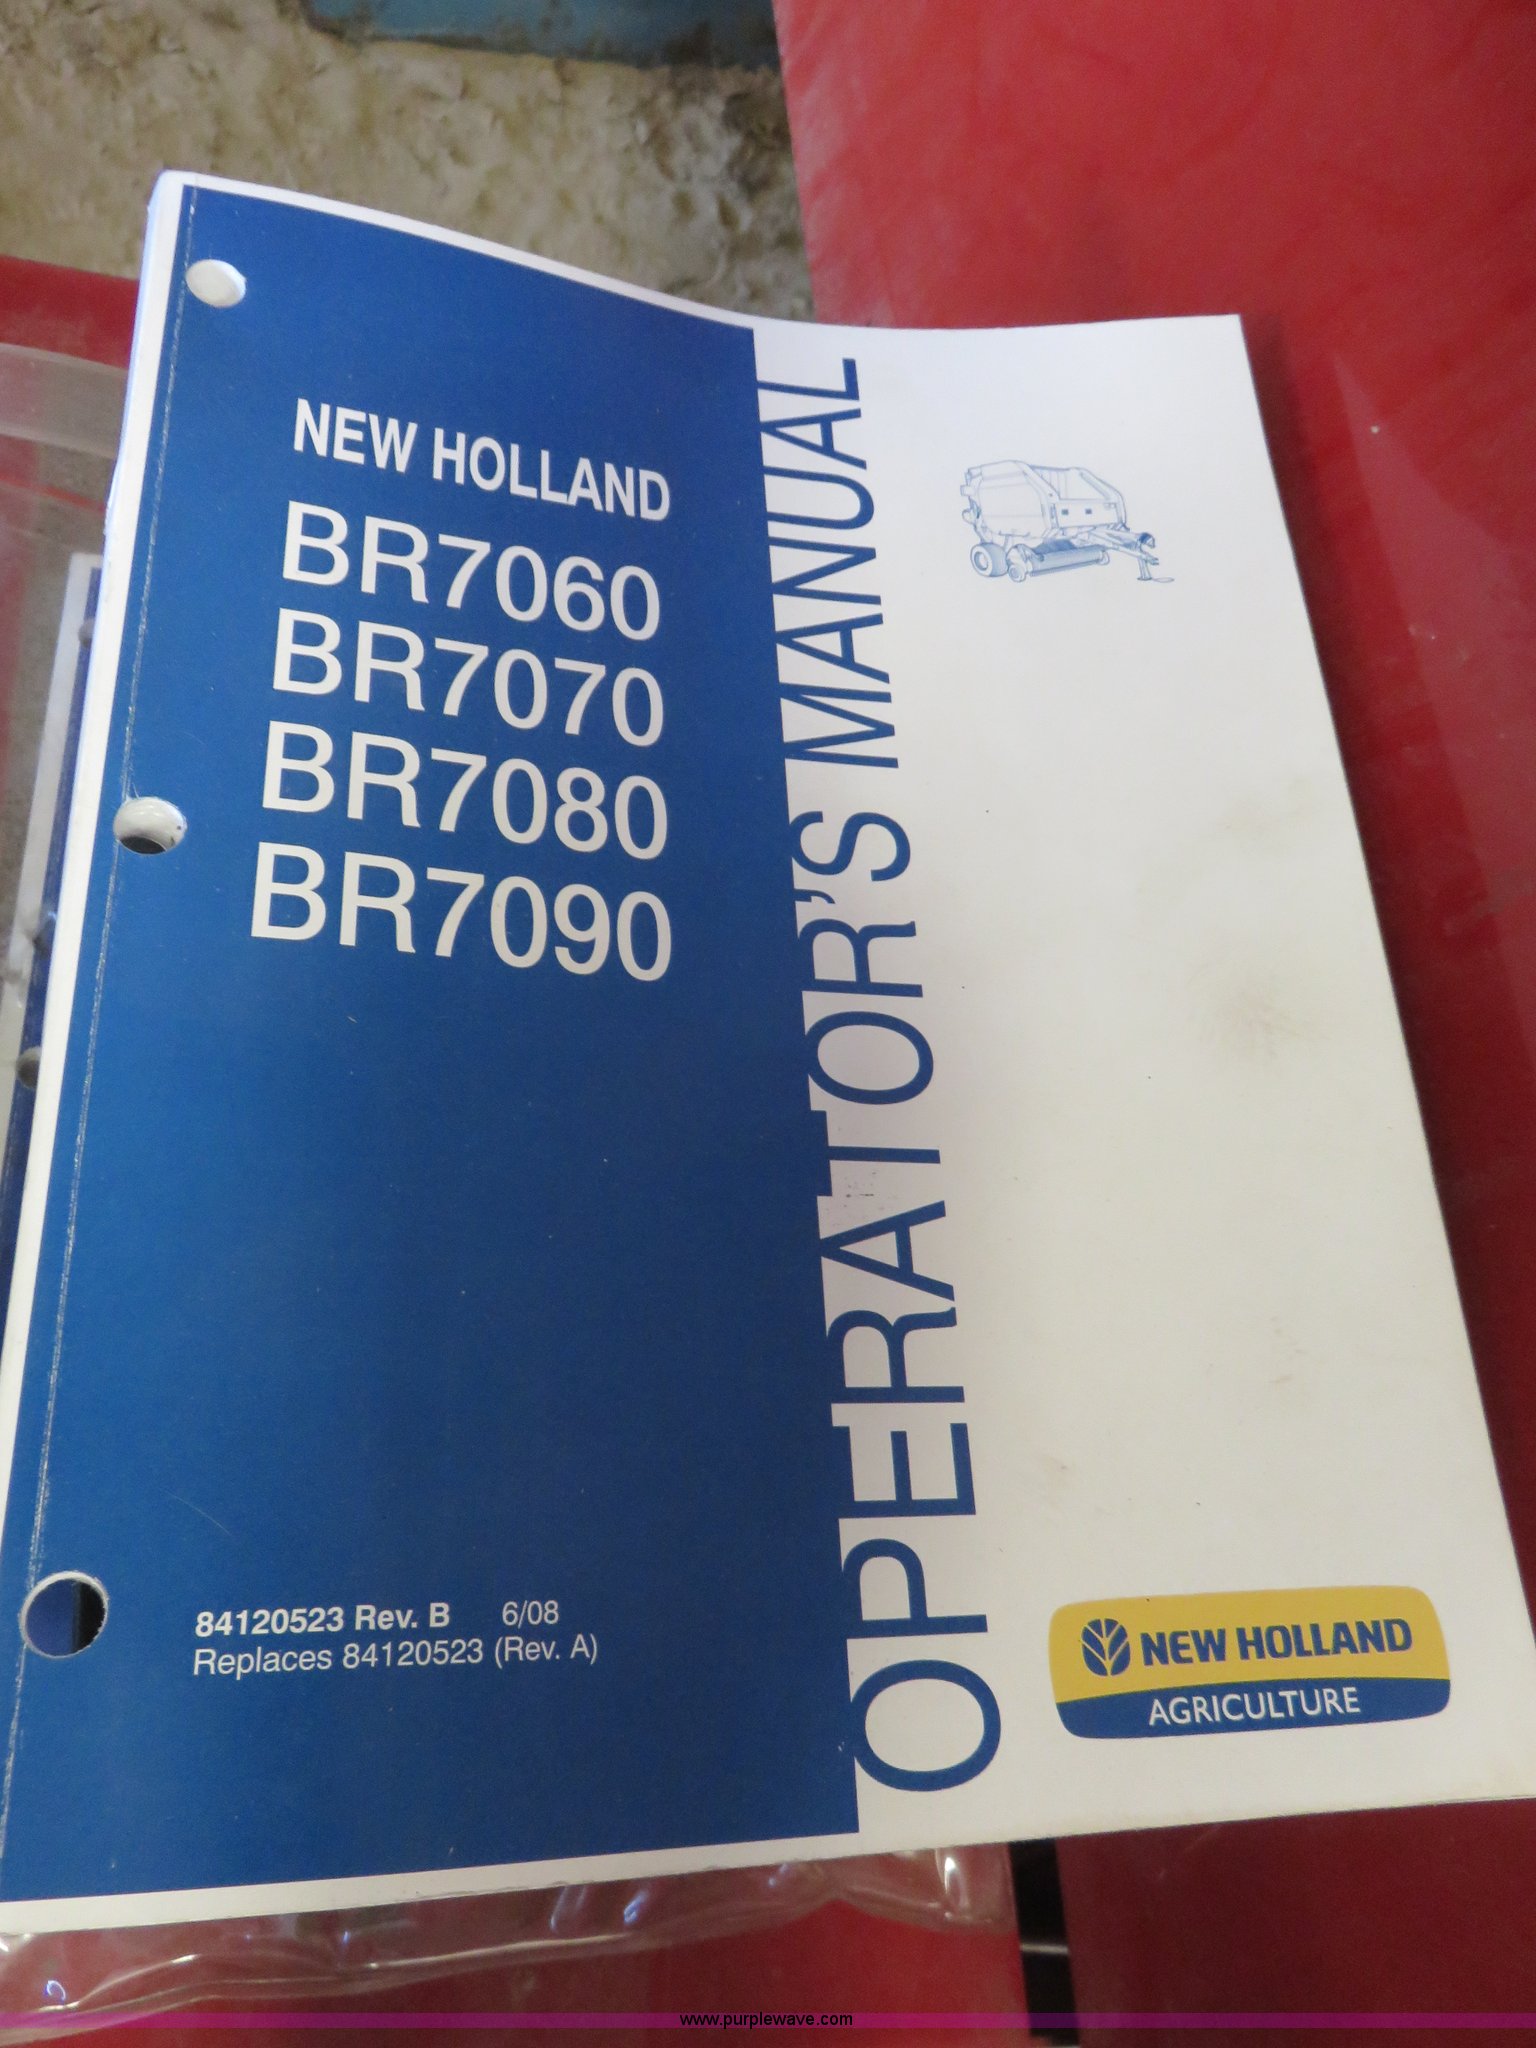 NEW HOLLAND
BR7060
BR7070
BR7080
BR7090
OPERATOR'S MANUAL
84120523 Rev. B 6/08
Replaces 84120523 (Rev. A)
NEW HOLLAND
AGRICULTURE
www.purplewave.com